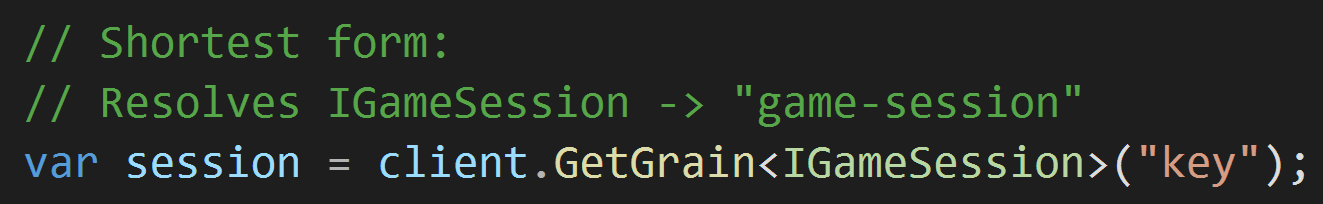 // Shortest form:
// Resolves IGameSession -> "game-session"
var session = client.GetGrain<IGameSession>("key");